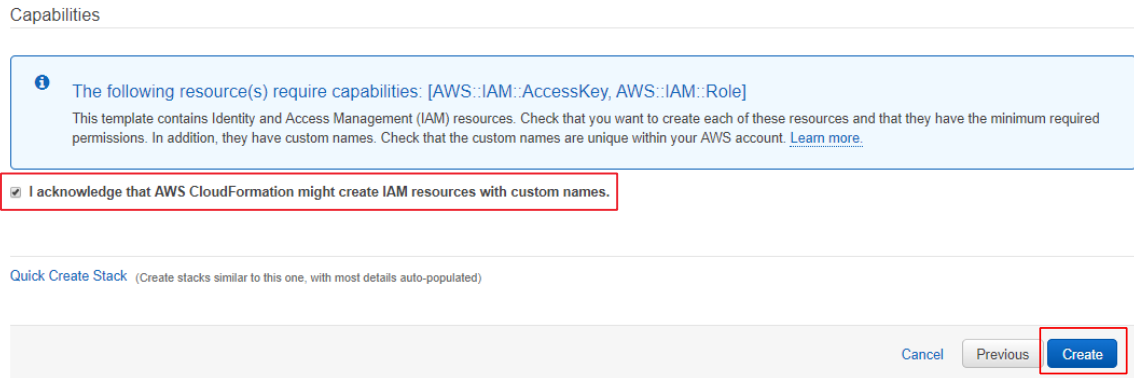 Capabilities
The following resource(s) require capabilities: [AWS::IAM::AccessKey, AWS::IAM::Role]
This template contains Identity and Access Management (IAM) resources. Check that you want to create each of these resources and that they have the minimum required
permissions. In addition, they have custom names. Check that the custom names are unique within your AWS account. Learn more.
I acknowledge that AWS CloudFormation might create IAM resources with custom names.
Quick Create Stack (Create stacks similar to this one, with most details auto-populated)
Cancel Previous Create